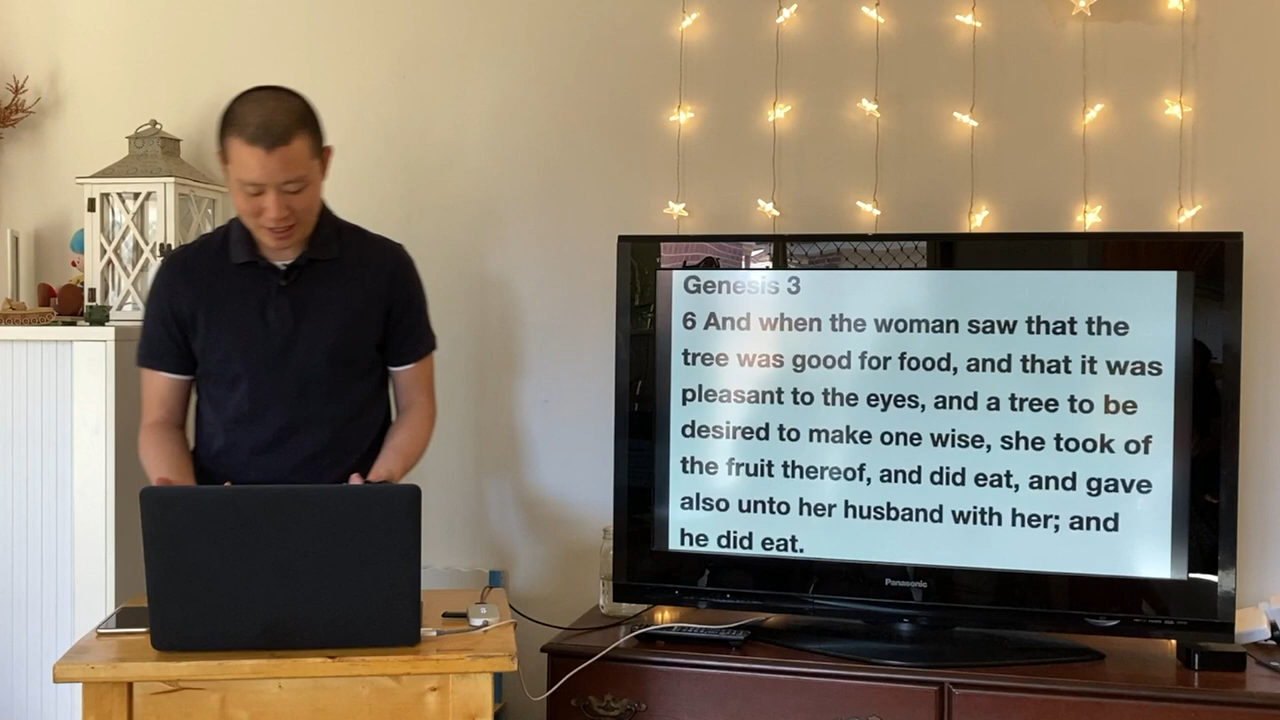 Genesis 3
6 And when the woman saw that the
tree was good for food, and that it was
pleasant to the eyes, and a tree to be
desired to make one wise, she took of
the fruit thereof, and did eat, and gave
also unto her husband with her; and
he did eat.
Panasonic